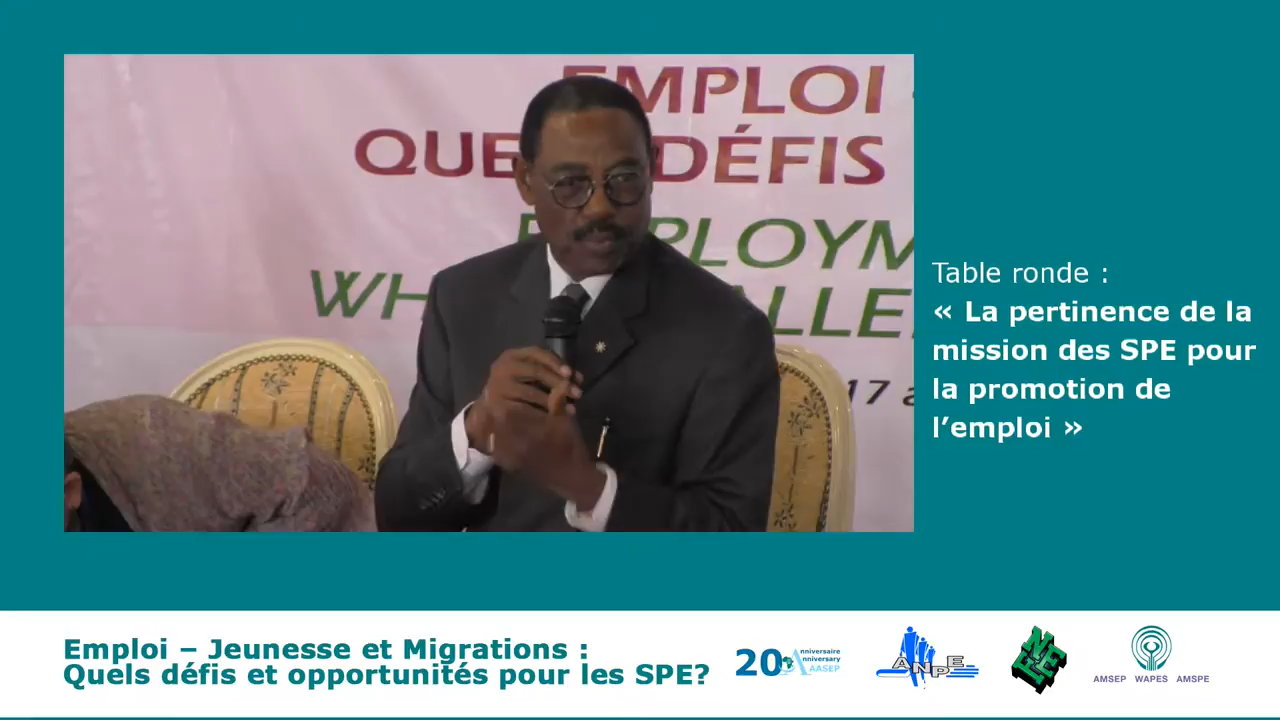 EMPLOI -
QUE DÉFIS
EMPLOYM
WH ALLE
17 a
Table ronde :
« La pertinence de la
mission des SPE pour
la promotion de
l’emploi »
Emploi – Jeunesse et Migrations :
Quels défis et opportunités pour les SPE?
20 Anniversaire
Anniversary
AASEP
ANPE
AMSEP WAPES AMSPE